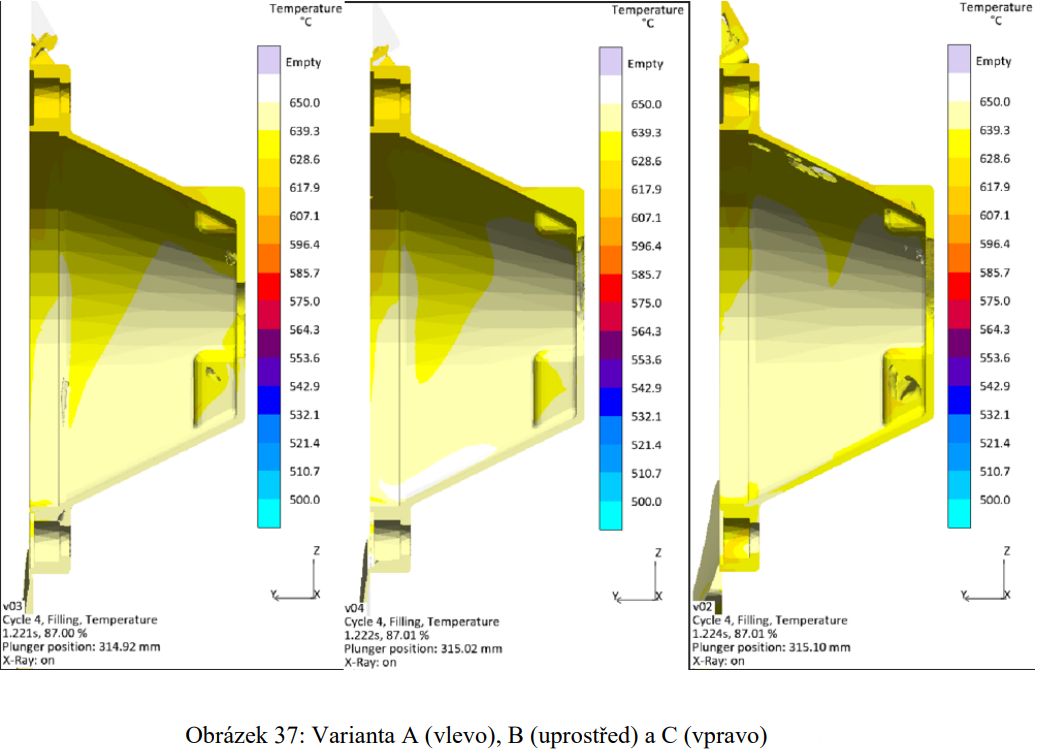 Temperature
°C
Empty
650.0
639.3
628.6
617.9
607.1
596.4
585.7
575.0
564.3
553.6
542.9
532.1
521.4
510.7
500.0
Z
Y
X
v03
Cycle 4, Filling, Temperature
1.221s, 87.00 %
Plunger position: 314.92 mm
X-Ray: on
Temperature
°C
Empty
650.0
639.3
628.6
617.9
607.1
596.4
585.7
575.0
564.3
553.6
542.9
532.1
521.4
510.7
500.0
Z
Y
X
v04
Cycle 4, Filling, Temperature
1.222s, 87.01 %
Plunger position: 315.02 mm
X-Ray: on
Temperature
°C
Empty
650.0
639.3
628.6
617.9
607.1
596.4
585.7
575.0
564.3
553.6
542.9
532.1
521.4
510.7
500.0
Z
Y
X
v02
Cycle 4, Filling, Temperature
1.224s, 87.01 %
Plunger position: 315.10 mm
X-Ray: on
Obrázek 37: Varianta A (vlevo), B (uprostřed) a C (vpravo)